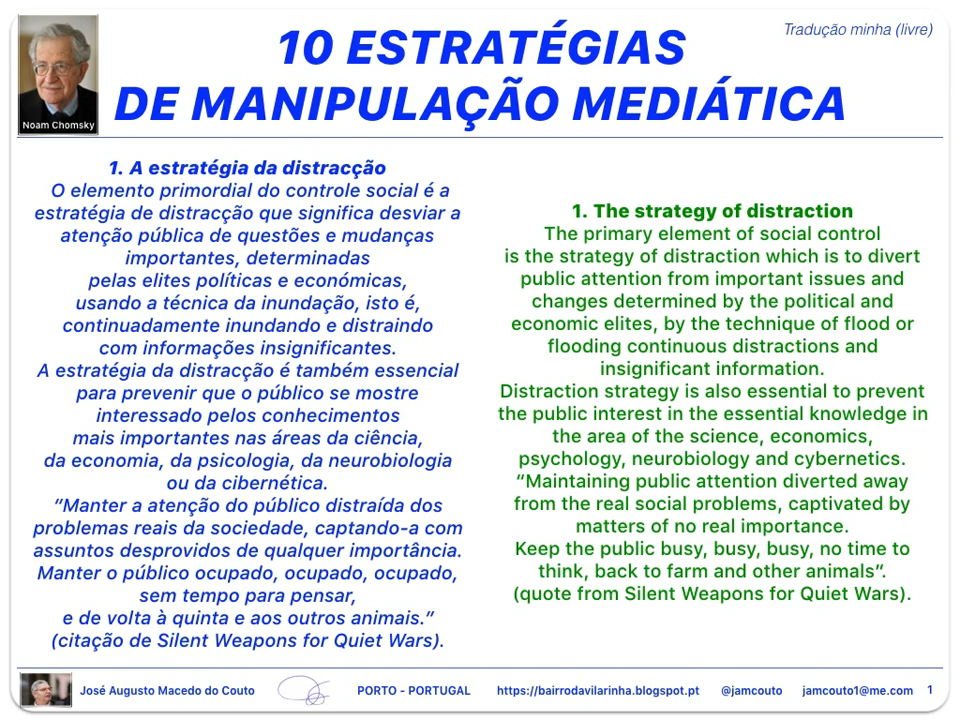 Tradução minha (livre)
10 ESTRATÉGIAS
DE MANIPULAÇÃO MEDIÁTICA
Noam Chomsky
1. A estratégia da distracção
O elemento primordial do controle social é a
estratégia de distracção que significa desviar a
atenção pública de questões e mudanças
importantes, determinadas
pelas elites políticas e económicas,
usando a técnica da inundação, isto é,
continuadamente inundando e distraindo
com informações insignificantes.
A estratégia da distracção é também essencial
para prevenir que o público se mostre
interessado pelos conhecimentos
mais importantes nas áreas da ciência,
da economia, da psicologia, da neurobiologia
ou da cibernética.
“Manter a atenção do público distraída dos
problemas reais da sociedade, captando-a com
assuntos desprovidos de qualquer importância.
Manter o público ocupado, ocupado, ocupado,
sem tempo para pensar,
e de volta à quinta e aos outros animais.”
(citação de Silent Weapons for Quiet Wars).
1. The strategy of distraction
The primary element of social control
is the strategy of distraction which is to divert
public attention from important issues and
changes determined by the political and
economic elites, by the technique of flood or
flooding continuous distractions and
insignificant information.
Distraction strategy is also essential to prevent
the public interest in the essential knowledge in
the area of the science, economics,
psychology, neurobiology and cybernetics.
“Maintaining public attention diverted away
from the real social problems, captivated by
matters of no real importance.
Keep the public busy, busy, busy, no time to
think, back to farm and other animals”.
(quote from Silent Weapons for Quiet Wars).
José Augusto Macedo do Couto PORTO - PORTUGAL https://bairrodavilarinha.blogspot.pt @jamcouto jamcouto1@me.com 1